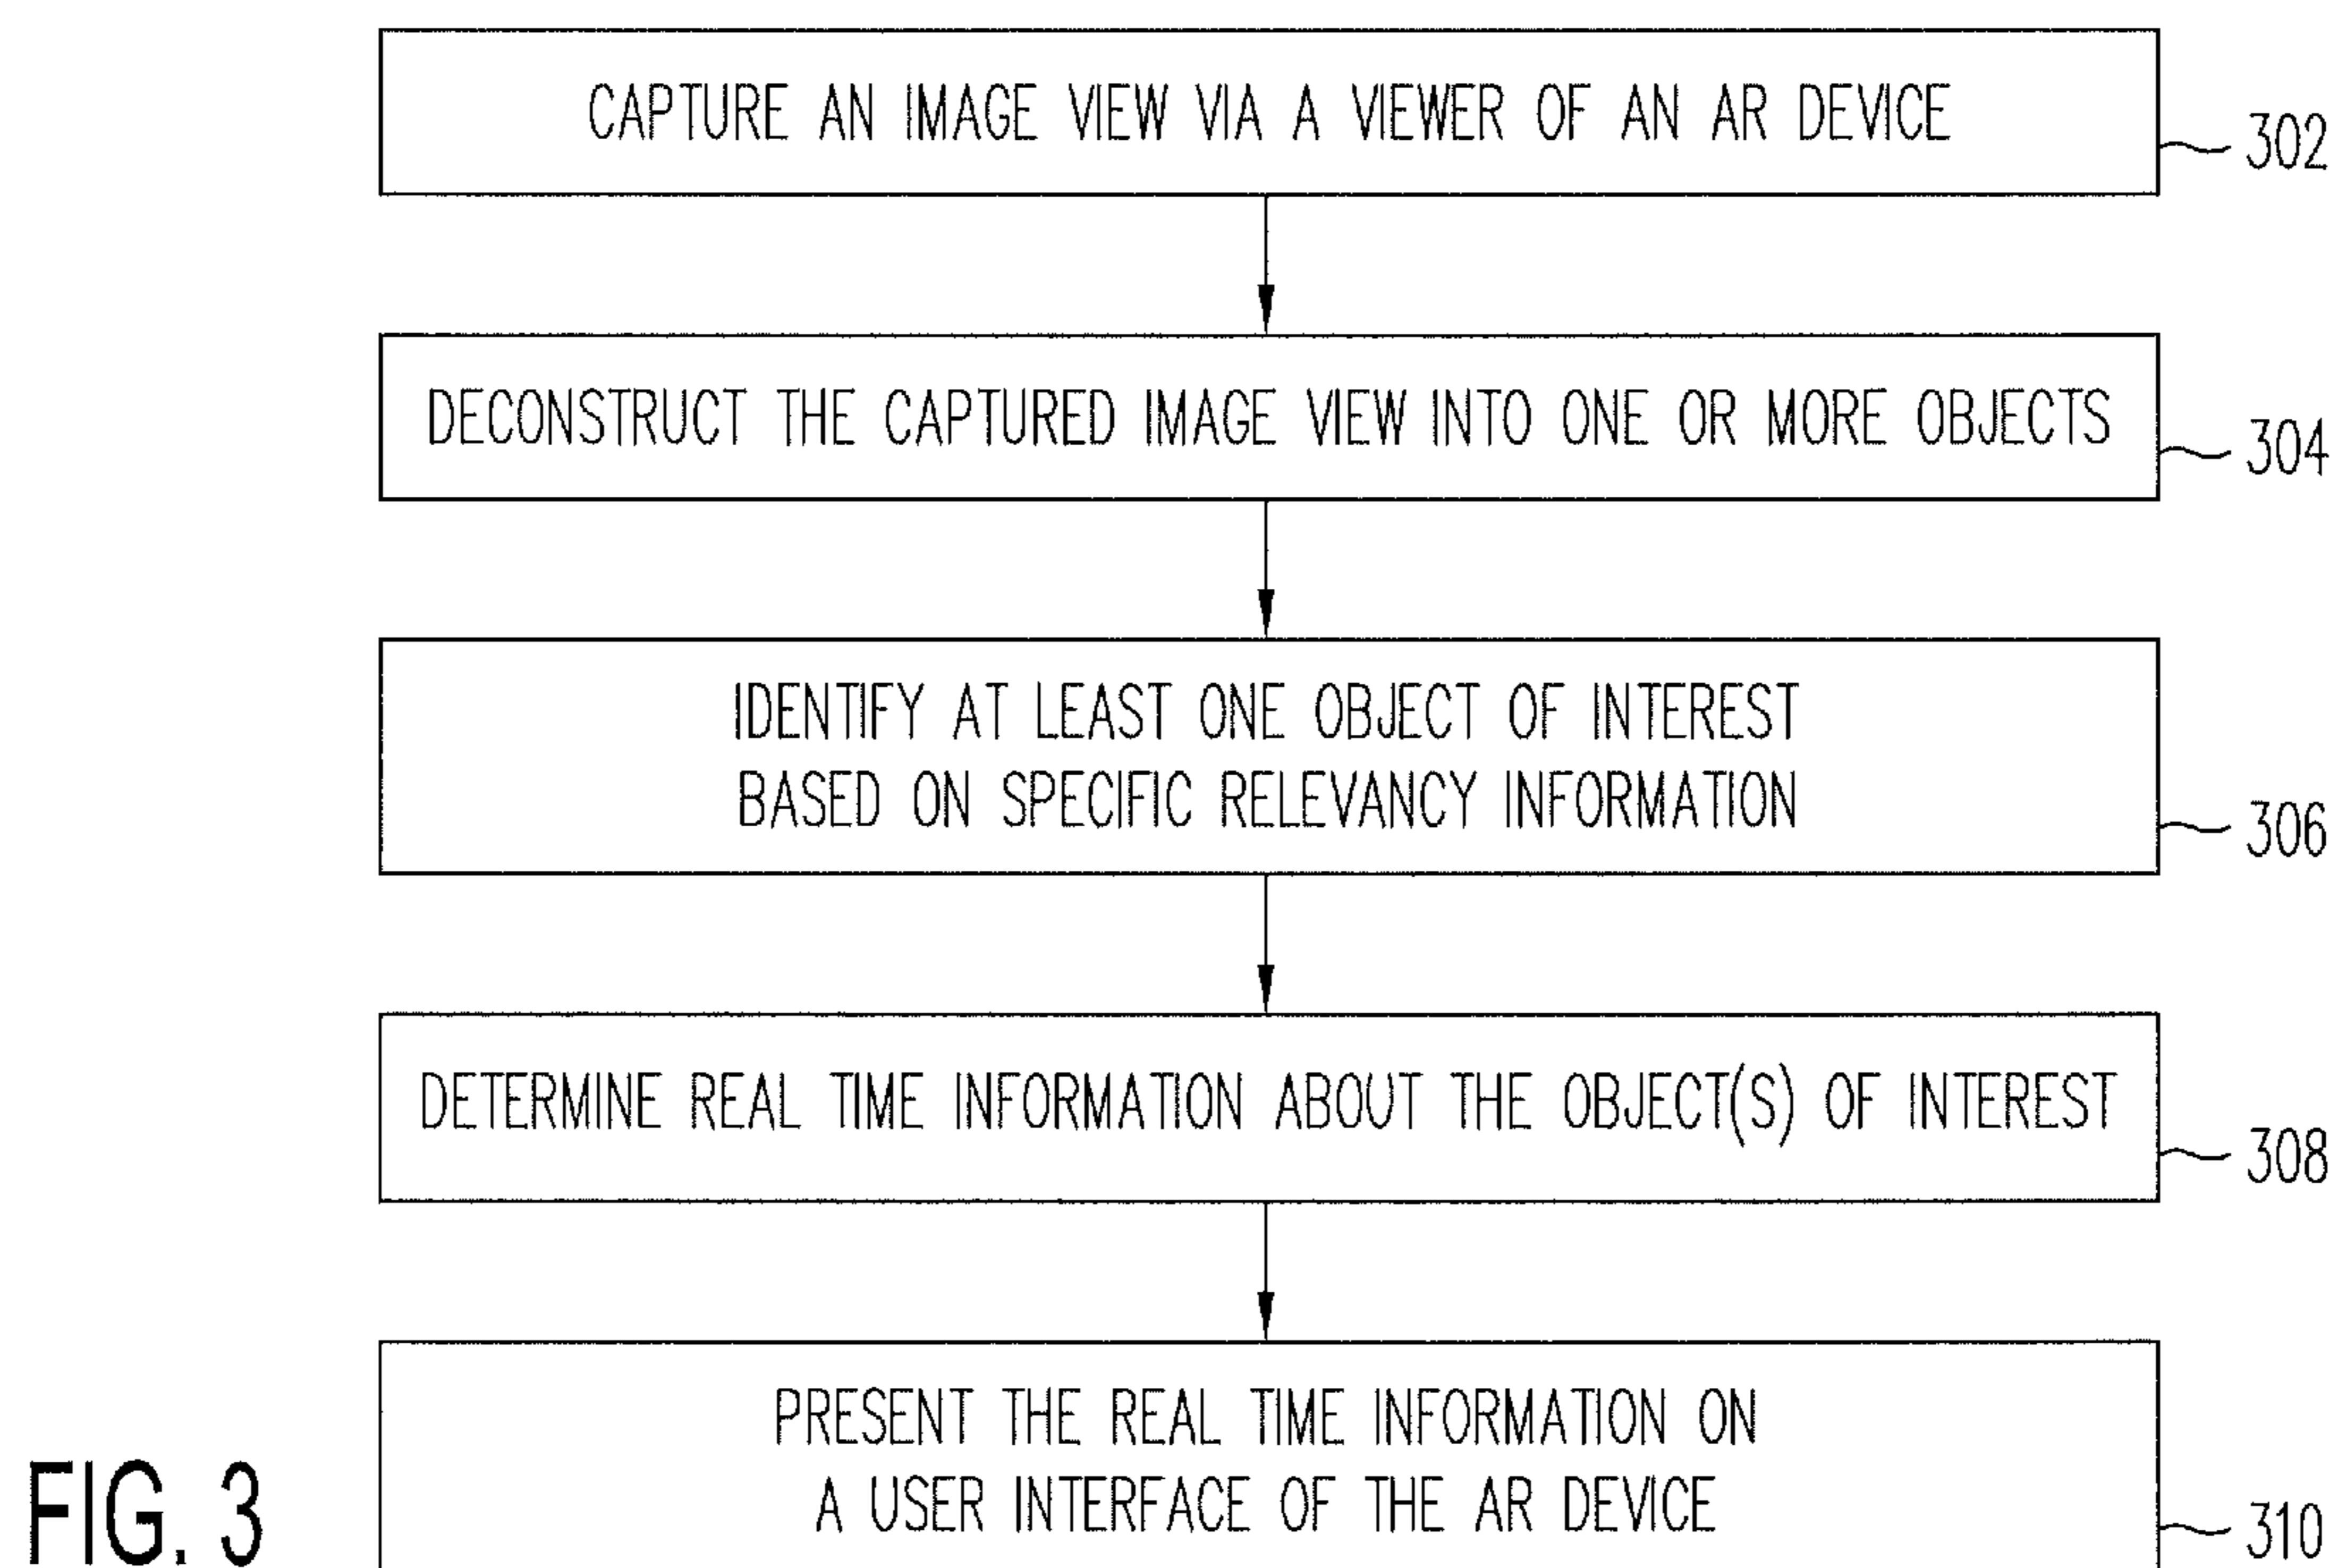 CAPTURE AN IMAGE VIEW VIA A VIEWER OF AN AR DEVICE
302
DECONSTRUCT THE CAPTURED IMAGE VIEW INTO ONE OR MORE OBJECTS
304
IDENTIFY AT LEAST ONE OBJECT OF INTEREST
BASED ON SPECIFIC RELEVANCY INFORMATION
306
DETERMINE REAL TIME INFORMATION ABOUT THE OBJECT(S) OF INTEREST
308
PRESENT THE REAL TIME INFORMATION ON
A USER INTERFACE OF THE AR DEVICE
310
FIG. 3